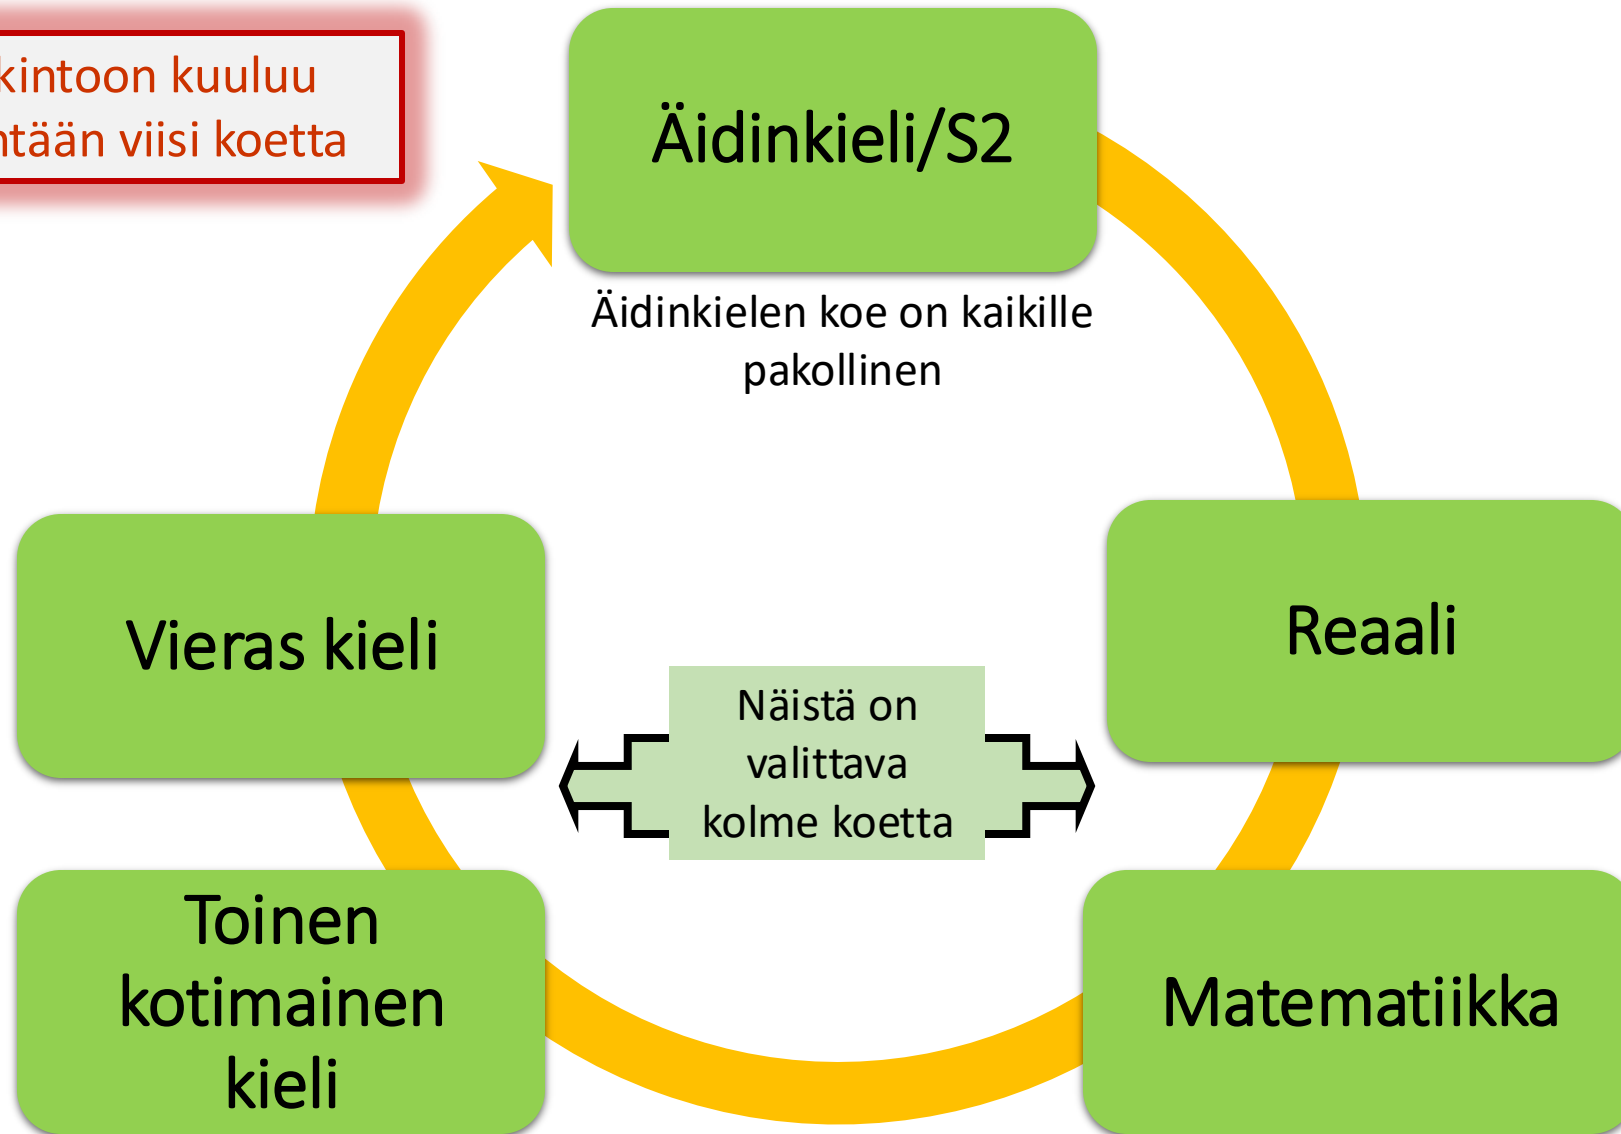 kintoon kuuluu
ntään viisi koetta
Äidinkieli/S2
Äidinkielen koe on kaikille
pakollinen
Vieras kieli
Reaali
Näistä on
valittava
kolme koetta
Toinen
kotimainen
kieli
Matematiikka